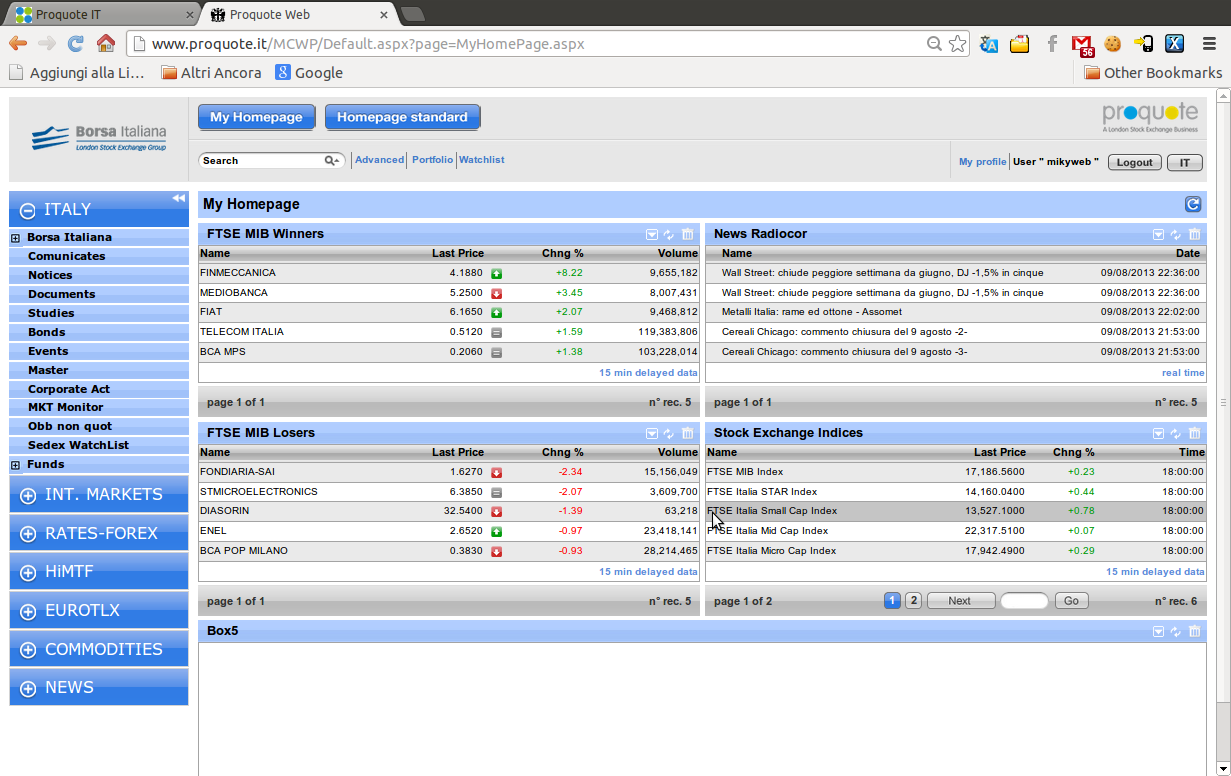 Proquote IT
Proquote Web
www.proquote.it/MCWP/Default.aspx?page=MyHomePage.aspx
56
Aggiungi alla Li... Altri Ancora Google Other Bookmarks
Borsa Italiana
London Stock Exchange Group
My Homepage Homepage standard
proquote
A London Stock Exchange Business
Search Advanced Portfolio Watchlist
My profile User " mikyweb " Logout IT
ITALY
Borsa Italiana
Comunicates
Notices
Documents
Studies
Bonds
Events
Master
Corporate Act
MKT Monitor
Obb non quot
Sedex WatchList
Funds
INT. MARKETS
RATES-FOREX
HiMTF
EUROTLX
COMMODITIES
NEWS
My Homepage
FTSE MIB Winners
Name Last Price Chng % Volume
FINMECCANICA 4.1880 +8.22 9,655,182
MEDIOBANCA 5.2500 +3.45 8,007,431
FIAT 6.1650 +2.07 9,468,812
TELECOM ITALIA 0.5120 +1.59 119,383,806
BCA MPS 0.2060 +1.38 103,228,014
15 min delayed data
page 1 of 1 n° rec. 5
News Radiocor
Name Date
Wall Street: chiude peggiore settimana da giugno, DJ -1,5% in cinque 09/08/2013 22:36:00
Wall Street: chiude peggiore settimana da giugno, DJ -1,5% in cinque 09/08/2013 22:36:00
Metalli Italia: rame ed ottone - Assomet 09/08/2013 22:02:00
Cereali Chicago: commento chiusura del 9 agosto -2- 09/08/2013 21:53:00
Cereali Chicago: commento chiusura del 9 agosto -3- 09/08/2013 21:53:00
real time
page 1 of 1 n° rec. 5
FTSE MIB Losers
Name Last Price Chng % Volume
FONDIARIA-SAI 1.6270 -2.34 15,156,049
STMICROELECTRONICS 6.3850 -2.07 3,609,700
DIASORIN 32.5400 -1.39 63,218
ENEL 2.6520 -0.97 23,418,141
BCA POP MILANO 0.3830 -0.93 28,214,465
15 min delayed data
page 1 of 1 n° rec. 5
Stock Exchange Indices
Name Last Price Chng % Time
FTSE MIB Index 17,186.5600 +0.23 18:00:00
FTSE Italia STAR Index 14,160.0400 +0.44 18:00:00
FTSE Italia Small Cap Index 13,527.1000 +0.78 18:00:00
FTSE Italia Mid Cap Index 22,317.5100 +0.07 18:00:00
FTSE Italia Micro Cap Index 17,942.4900 +0.29 18:00:00
15 min delayed data
page 1 of 2 1 2 Next Go n° rec. 6
Box5